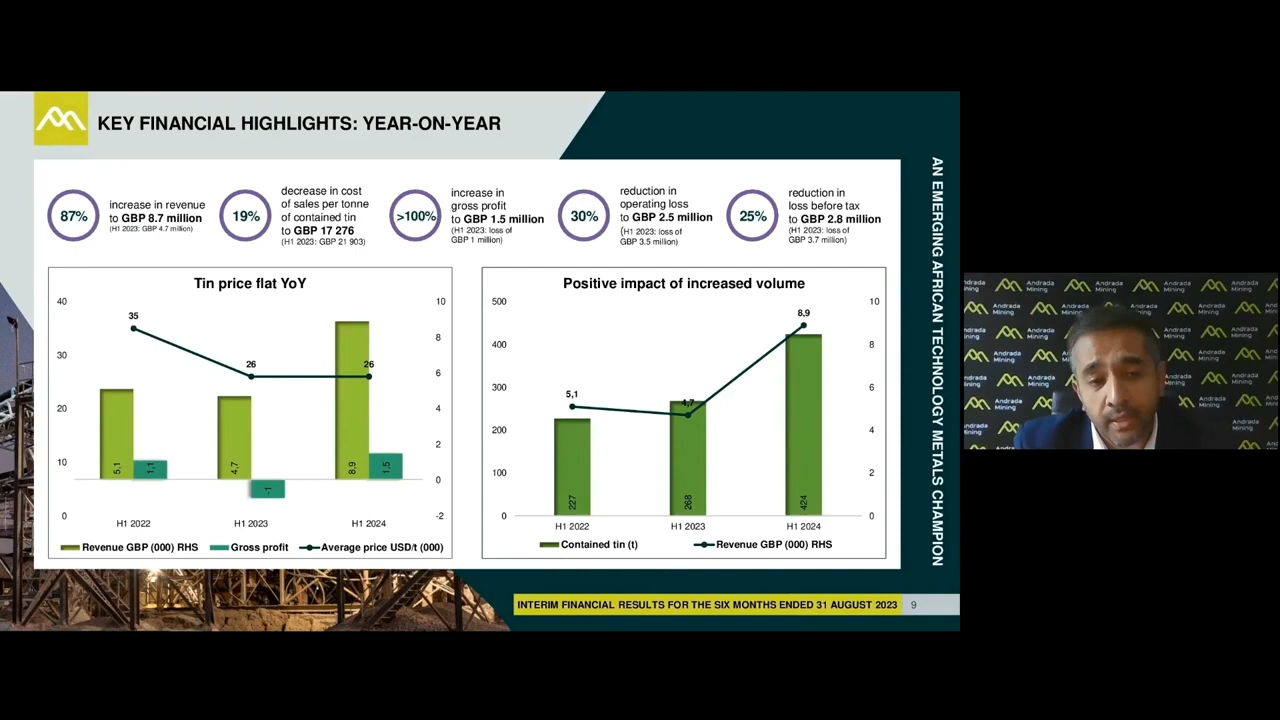 KEY FINANCIAL HIGHLIGHTS: YEAR-ON-YEAR
87%
increase in revenue
to GBP 8.7 million
(H1 2023: GBP 4.7 million)
19%
decrease in cost
of sales per tonne
of contained tin
to GBP 17 276
(H1 2023: GBP 21 903)
>100%
increase in
gross profit
to GBP 1.5 million
(H1 2023: loss of
GBP 1 million)
30%
reduction in
operating loss
to GBP 2.5 million
(H1 2023: loss of
GBP 3.5 million)
25%
reduction in
loss before tax
to GBP 2.8 million
(H1 2023: loss of
GBP 3.7 million)
Tin price flat YoY
40
30
20
10
0
10
8
6
4
2
0
-2
35
26
26
5,1
1,1
4,7
-1
8,9
1,5
H1 2022
H1 2023
H1 2024
Revenue GBP (000) RHS
Gross profit
Average price USD/t (000)
Positive impact of increased volume
500
400
300
200
100
0
10
8
6
4
2
0
5,1
4,7
8,9
227
268
424
H1 2022
H1 2023
H1 2024
Contained tin (t)
Revenue GBP (000) RHS
AN EMERGING AFRICAN TECHNOLOGY METALS CHAMPION
INTERIM FINANCIAL RESULTS FOR THE SIX MONTHS ENDED 31 AUGUST 2023
9
Andrada
Mining